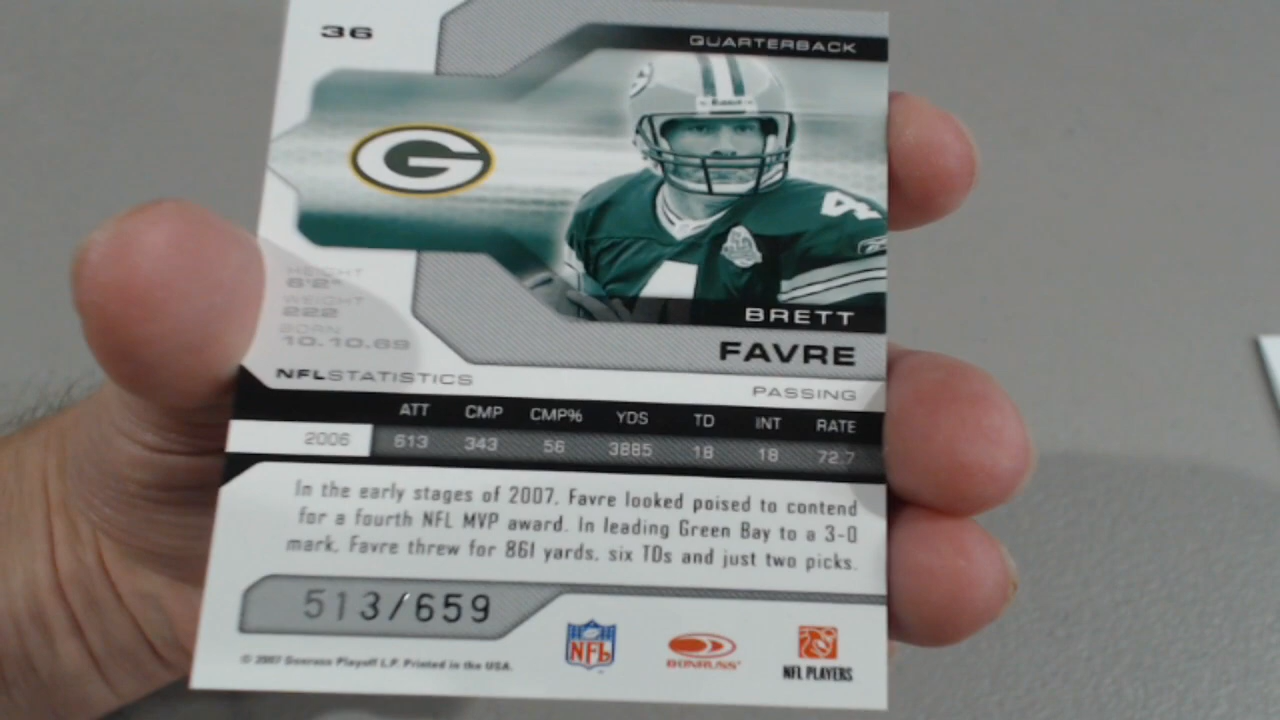 36
QUARTERBACK
G
4
4
HEIGHT
6'2"
WEIGHT
222
BORN
10.10.69
BRETT
FAVRE
NFLSTATISTICS
PASSING
ATT CMP CMP% YDS TD INT RATE
2006 613 343 56 3885 18 18 72.7
In the early stages of 2007, Favre looked poised to contend
for a fourth NFL MVP award. In leading Green Bay to a 3-0
mark, Favre threw for 861 yards, six TDs and just two picks.
513/659
© 2007 Donruss Playoff L.P. Printed in the USA.
NFL
DONRUSS
NFL PLAYERS